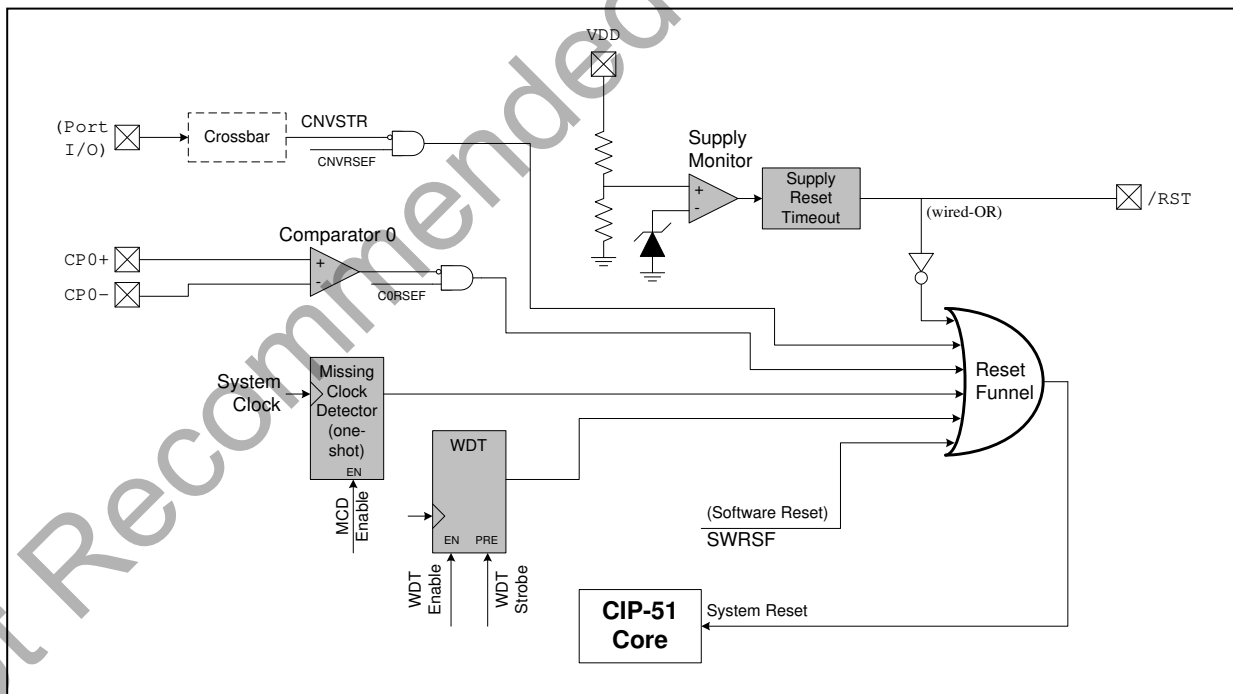 VDD
(Port
I/O)
Crossbar
CNVSTR
CNVRSEF
Supply
Monitor
+
-
Supply
Reset
Timeout
(wired-OR)
/RST
Comparator 0
CP0+
CP0-
+
-
C0RSEF
System
Clock
Missing
Clock
Detector
(one-
shot)
EN
MCD
Enable
WDT
EN
PRE
WDT
Enable
WDT
Strobe
Reset
Funnel
(Software Reset)
SWRSF
CIP-51
Core
System Reset
Not Recommended